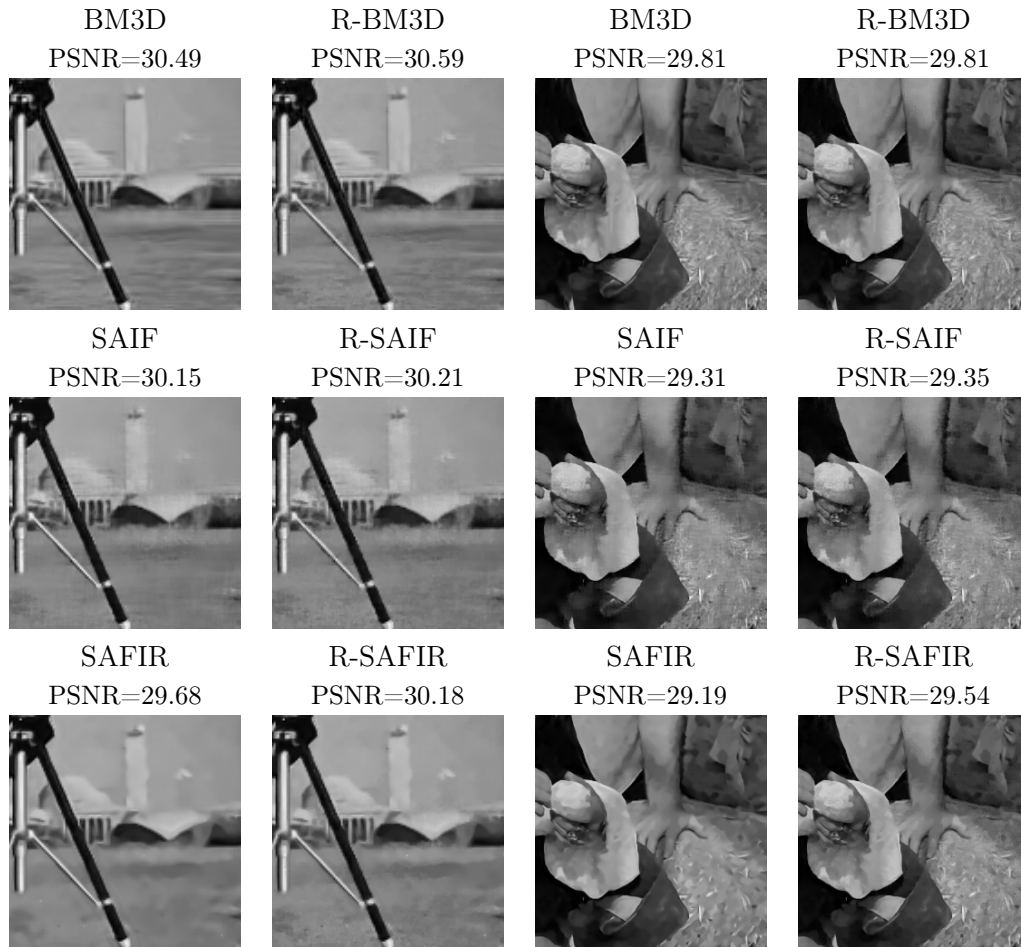 BM3D R-BM3D BM3D R-BM3D
PSNR=30.49 PSNR=30.59 PSNR=29.81 PSNR=29.81
SAIF R-SAIF SAIF R-SAIF
PSNR=30.15 PSNR=30.21 PSNR=29.31 PSNR=29.35
SAFIR R-SAFIR SAFIR R-SAFIR
PSNR=29.68 PSNR=30.18 PSNR=29.19 PSNR=29.54